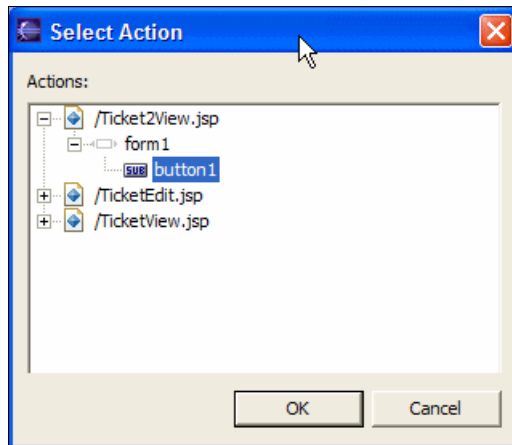 Select Action
Actions:
/Ticket2View.jsp
form1
SUB button1
/TicketEdit.jsp
/TicketView.jsp
OK Cancel